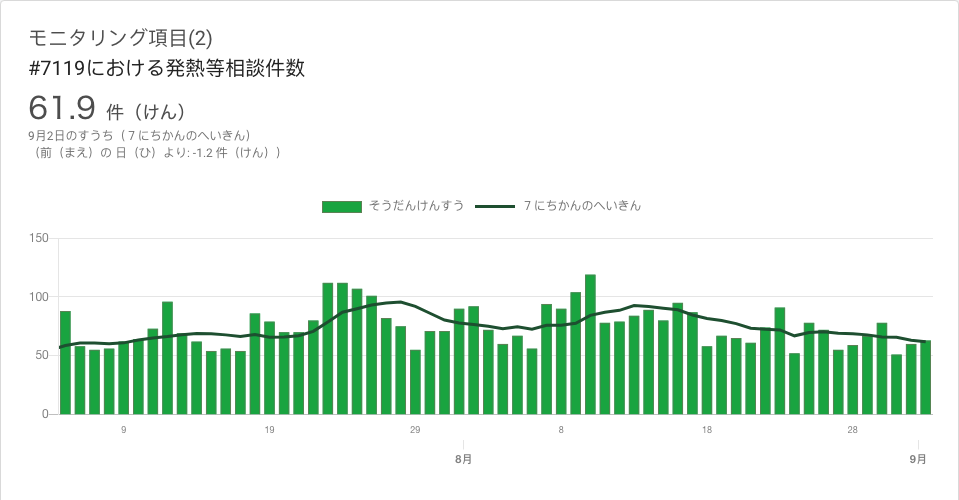 モニタリング項目(2)
#7119における発熱等相談件数
61.9 件（けん）
9月2日のすうち（７にちかんのへいきん）
（前（まえ）の 日（ひ）より: -1.2 件（けん））
そうだんけんすう ７にちかんのへいきん
150
100
50
0
9 19 29 8 18 28
8月 9月